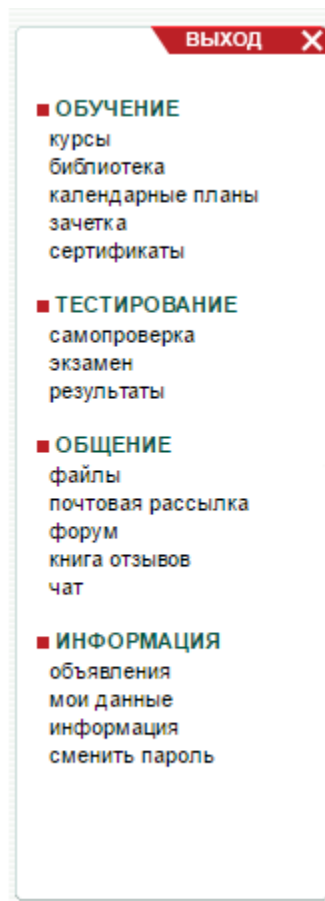 ВЫХОД
ОБУЧЕНИЕ
курсы
библиотека
календарные планы
зачетка
сертификаты
ТЕСТИРОВАНИЕ
самопроверка
экзамен
результаты
ОБЩЕНИЕ
файлы
почтовая рассылка
форум
книга отзывов
чат
ИНФОРМАЦИЯ
объявления
мои данные
информация
сменить пароль